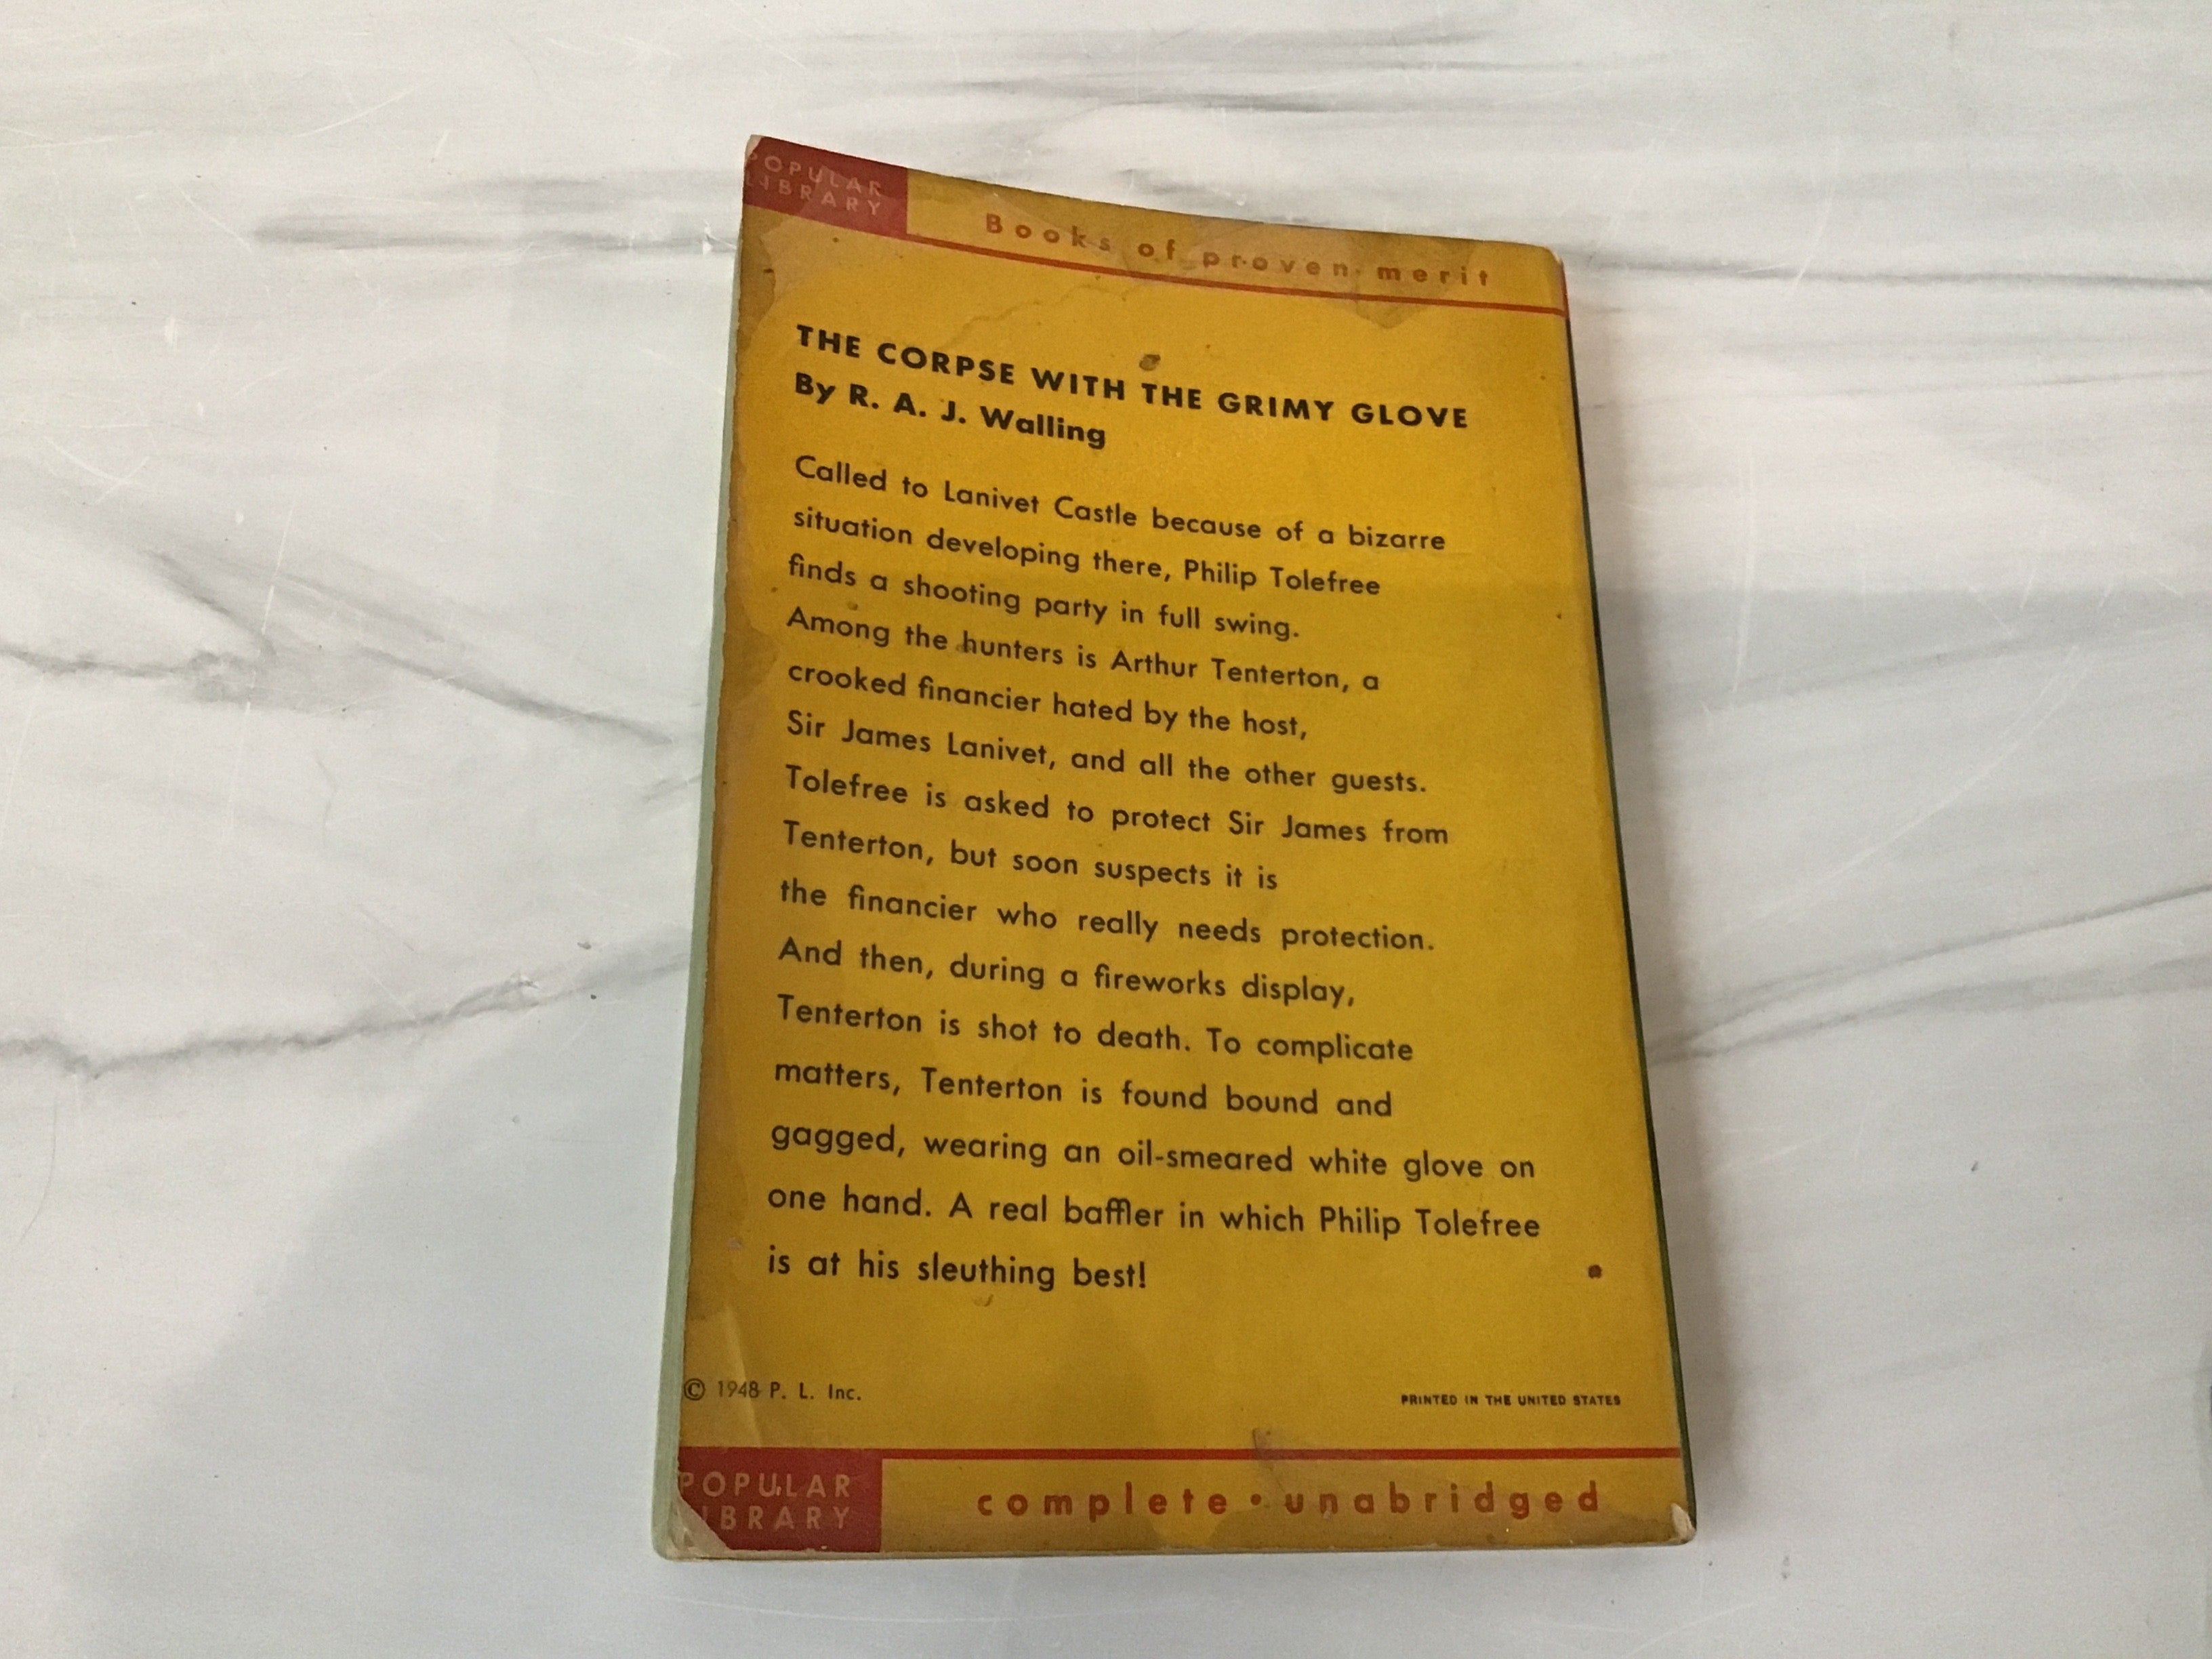 POPULAR
LIBRARY
Books of proven merit
THE CORPSE WITH THE GRIMY GLOVE
By R. A. J. Walling
Called to Lanivet Castle because of a bizarre
situation developing there, Philip Tolefree
finds a shooting party in full swing.
Among the hunters is Arthur Tenterton, a
crooked financier hated by the host,
Sir James Lanivet, and all the other guests.
Tolefree is asked to protect Sir James from
Tenterton, but soon suspects it is
the financier who really needs protection.
And then, during a fireworks display,
Tenterton is shot to death. To complicate
matters, Tenterton is found bound and
gagged, wearing an oil-smeared white glove on
one hand. A real baffler in which Philip Tolefree
is at his sleuthing best!
© 1948 P. L. Inc.
PRINTED IN THE UNITED STATES
POPULAR
LIBRARY
complete • unabridged